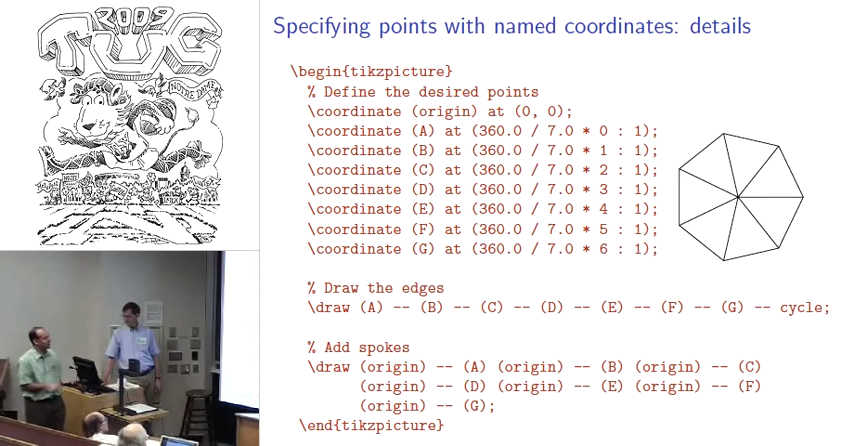 2009
TUG
NOTRE DAME
Specifying points with named coordinates: details
\begin{tikzpicture}
% Define the desired points
\coordinate (origin) at (0, 0);
\coordinate (A) at (360.0 / 7.0 * 0 : 1);
\coordinate (B) at (360.0 / 7.0 * 1 : 1);
\coordinate (C) at (360.0 / 7.0 * 2 : 1);
\coordinate (D) at (360.0 / 7.0 * 3 : 1);
\coordinate (E) at (360.0 / 7.0 * 4 : 1);
\coordinate (F) at (360.0 / 7.0 * 5 : 1);
\coordinate (G) at (360.0 / 7.0 * 6 : 1);
% Draw the edges
\draw (A) -- (B) -- (C) -- (D) -- (E) -- (F) -- (G) -- cycle;
% Add spokes
\draw (origin) -- (A) (origin) -- (B) (origin) -- (C)
(origin) -- (D) (origin) -- (E) (origin) -- (F)
(origin) -- (G);
\end{tikzpicture}